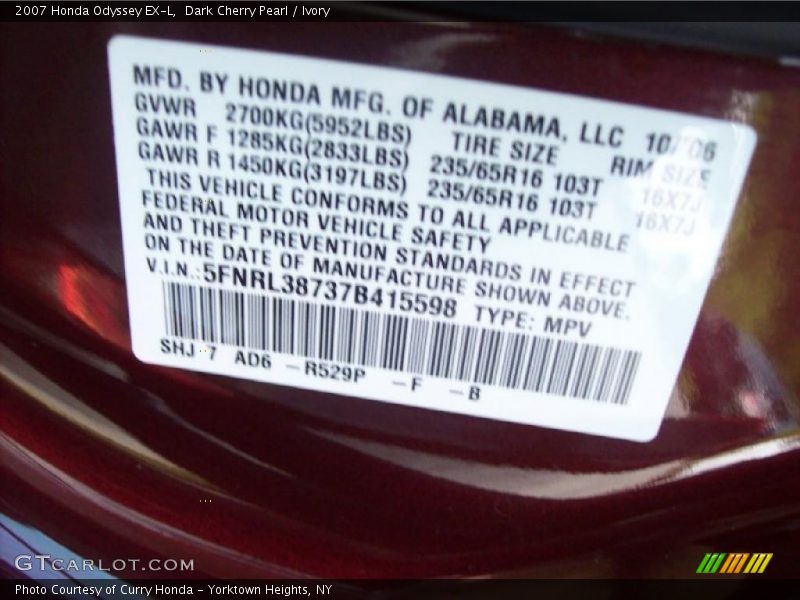 2007 Honda Odyssey EX-L, Dark Cherry Pearl / Ivory
MFD. BY HONDA MFG. OF ALABAMA, LLC 10/06
GVWR 2700KG(5952LBS) TIRE SIZE RIM SIZE
GAWR F 1285KG(2833LBS) 235/65R16 103T 16X7J
GAWR R 1450KG(3197LBS) 235/65R16 103T 16X7J
THIS VEHICLE CONFORMS TO ALL APPLICABLE
FEDERAL MOTOR VEHICLE SAFETY
AND THEFT PREVENTION STANDARDS IN EFFECT
ON THE DATE OF MANUFACTURE SHOWN ABOVE.
V.I.N.:5FNRL38737B415598 TYPE: MPV
SHJ 7 AD6 -R529P -F -B
GTCARLOT.COM
Photo Courtesy of Curry Honda - Yorktown Heights, NY